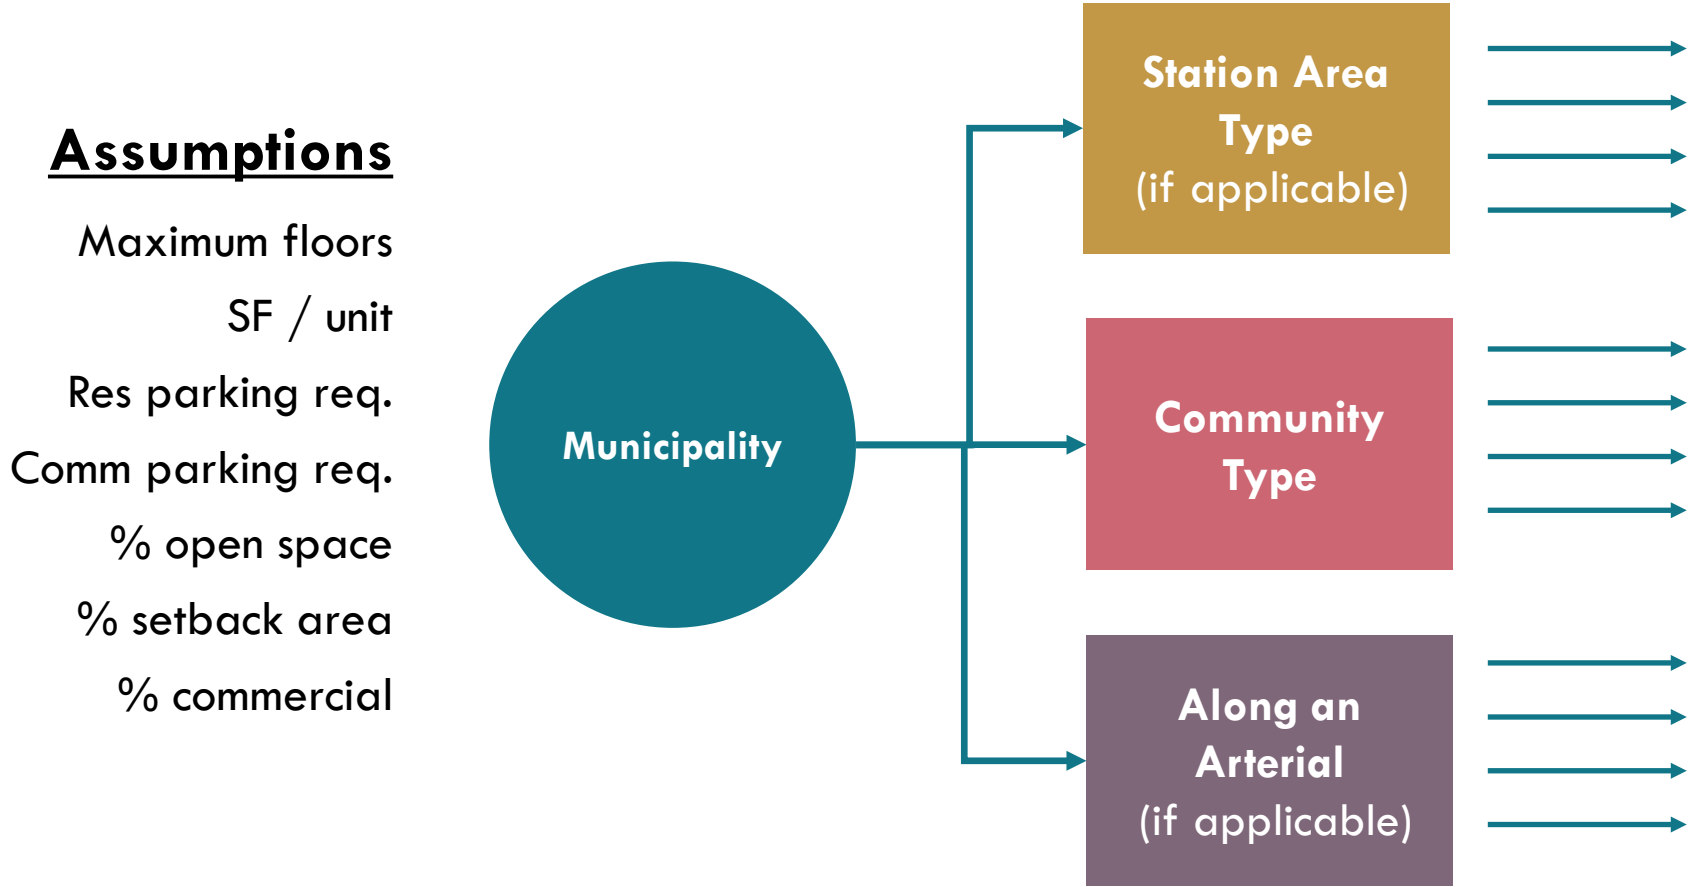 Assumptions
Maximum floors
SF / unit
Res parking req.
Comm parking req.
% open space
% setback area
% commercial
Municipality
Station Area
Type
(if applicable)
Community
Type
Along an
Arterial
(if applicable)